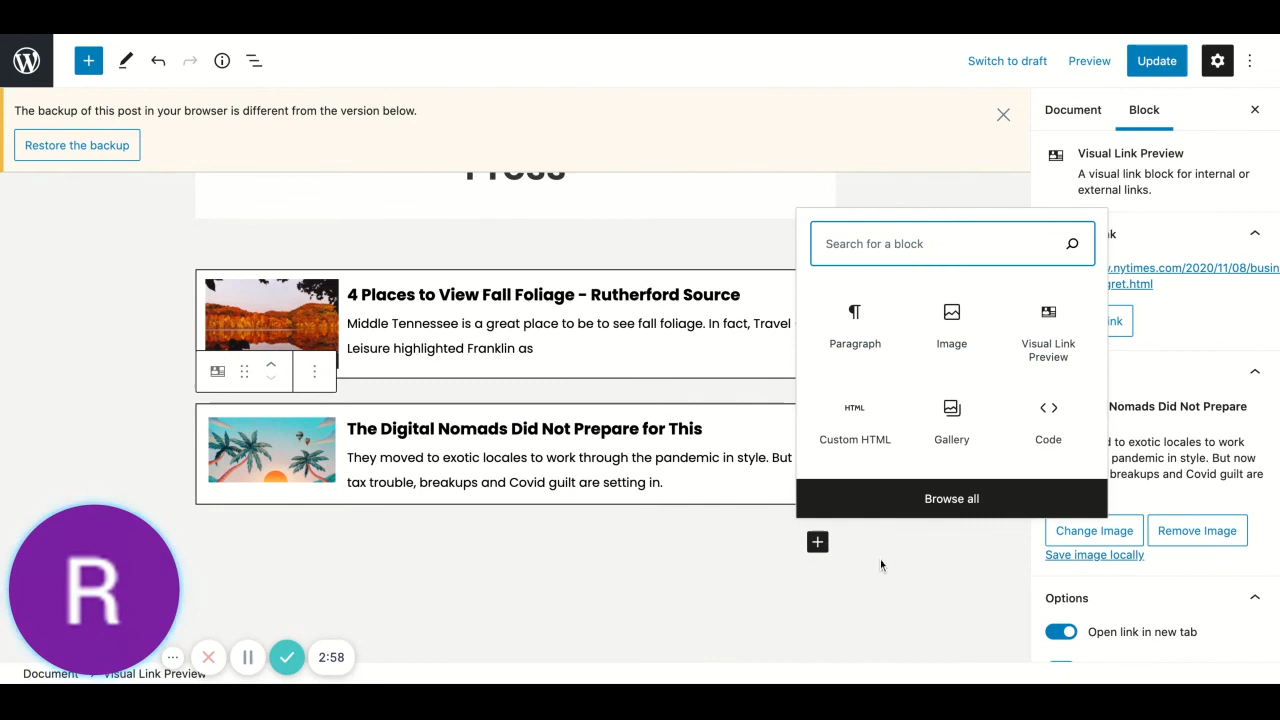 Switch to draft
Preview
Update
The backup of this post in your browser is different from the version below.
Restore the backup
Document
Block
Visual Link Preview
A visual link block for internal or
external links.
Search for a block
Paragraph
Image
Visual Link
Preview
HTML
Custom HTML
Gallery
Code
Browse all
.nytimes.com/2020/11/08/busin
gret.html
4 Places to View Fall Foliage - Rutherford Source
Middle Tennessee is a great place to be to see fall foliage. In fact, Travel
Leisure highlighted Franklin as
The Digital Nomads Did Not Prepare for This
They moved to exotic locales to work through the pandemic in style. But
tax trouble, breakups and Covid guilt are setting in.
Nomads Did Not Prepare
d to exotic locales to work
pandemic in style. But now
breakups and Covid guilt are
Change Image
Remove Image
Save image locally
Options
Open link in new tab
R
2:58
Document
Visual Link Preview